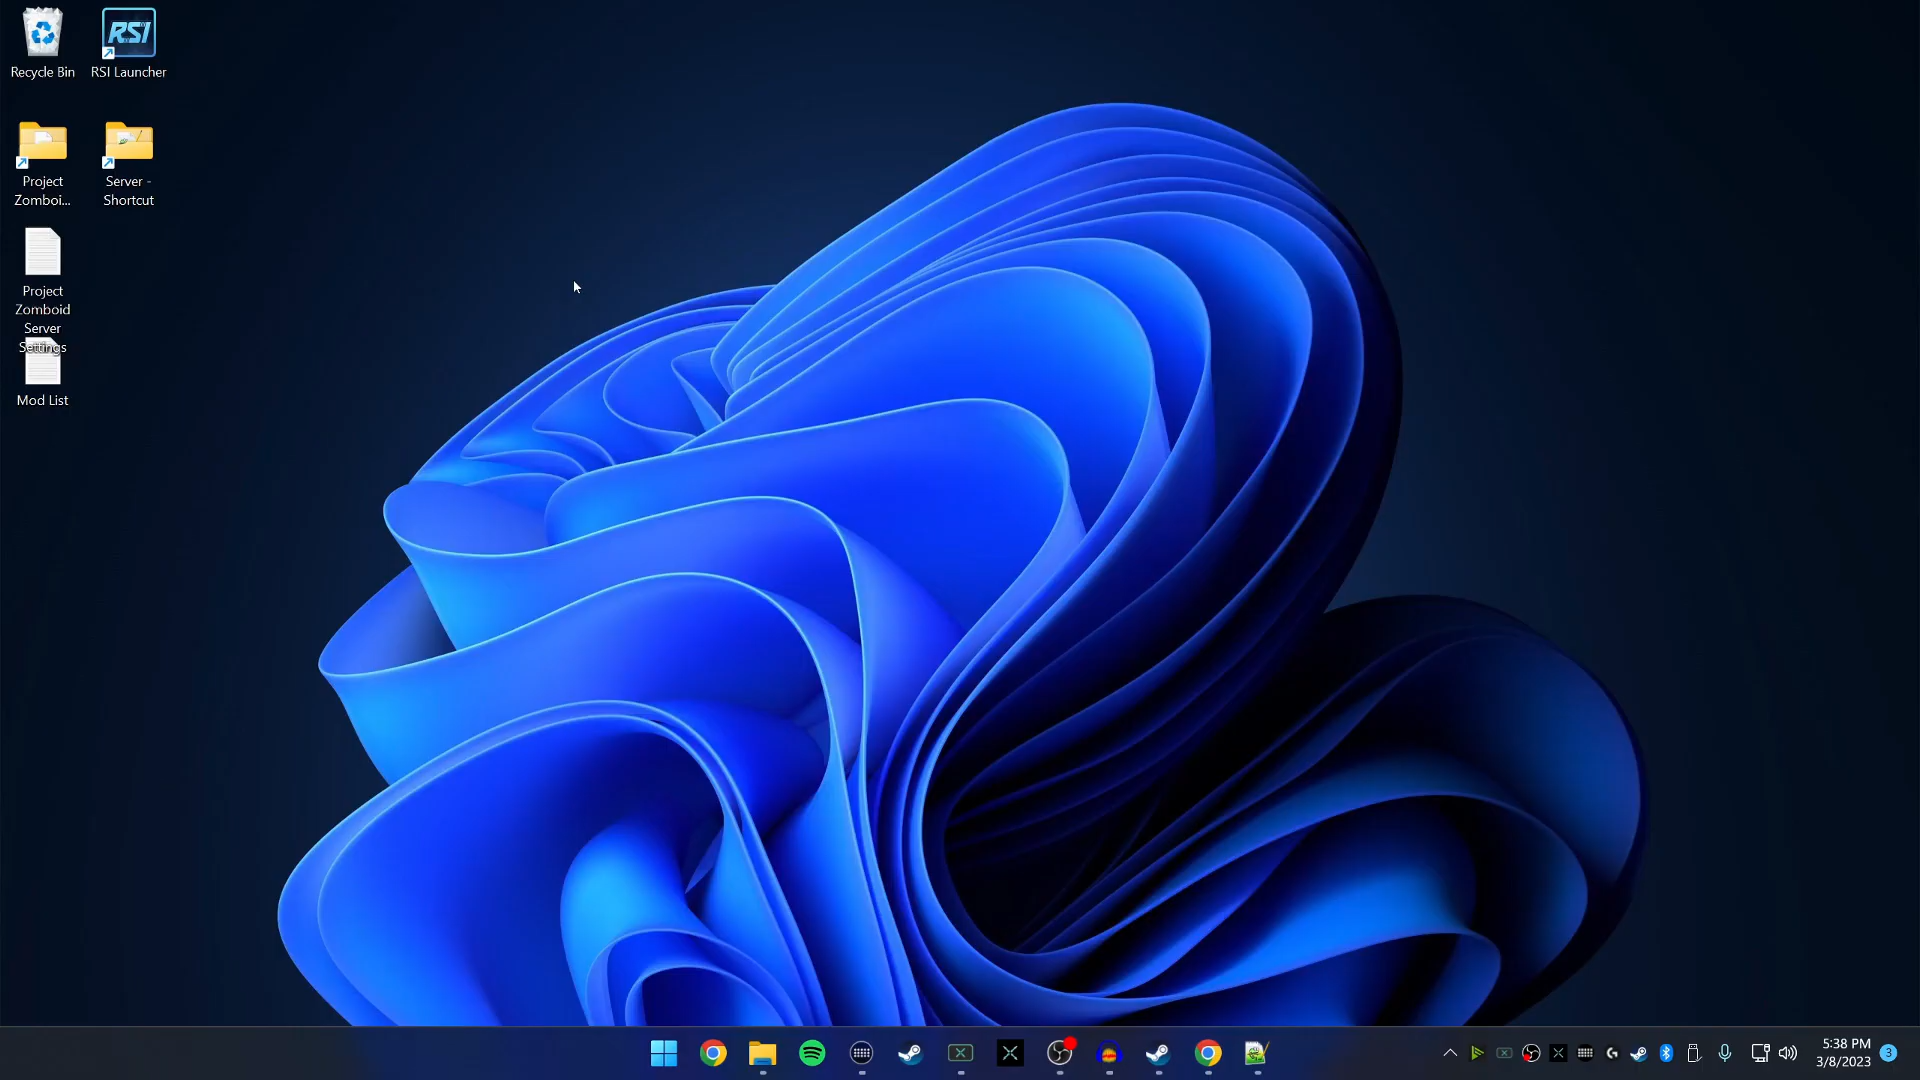 RSI
Recycle Bin
RSI Launcher
Project
Zomboi...
Server -
Shortcut
Project
Zomboid
Server
Settings
Mod List
5:38 PM
3/8/2023
3